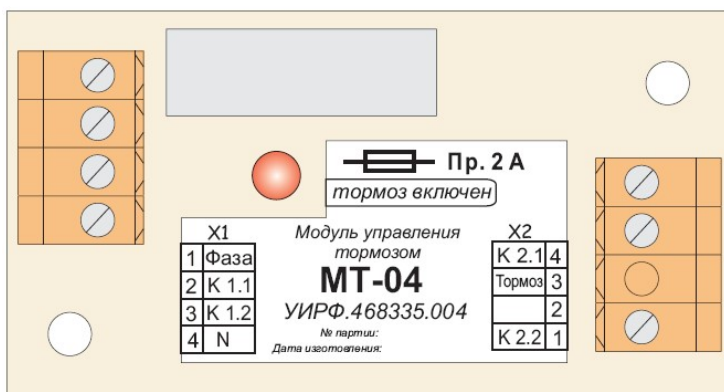 Пр. 2 А
тормоз включен
X1
1 Фаза
2 К 1.1
3 К 1.2
4 N
Модуль управления
тормозом
МТ-04
УИРФ.468335.004
№ партии:
Дата изготовления:
X2
К 2.1 4
Тормоз 3
2
К 2.2 1